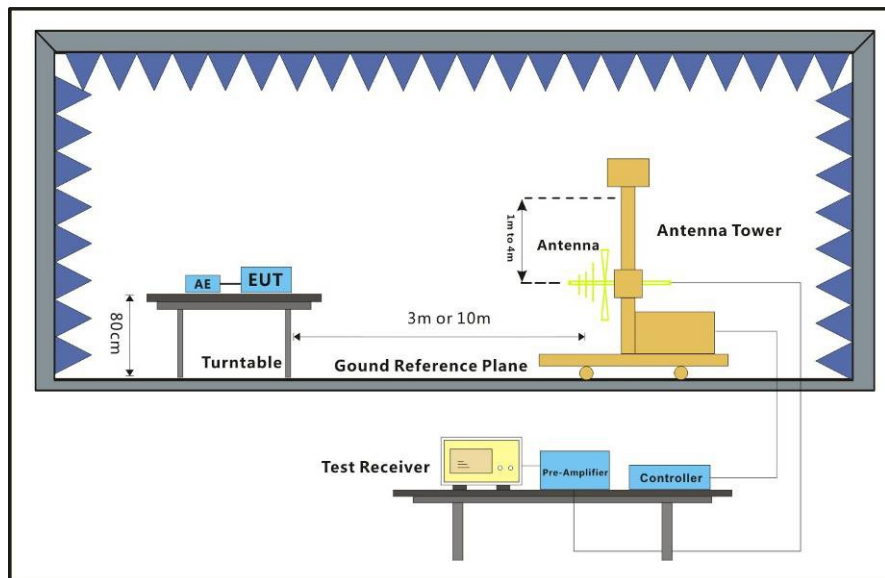 1m to 4m
Antenna
Antenna Tower
AE
EUT
80cm
3m or 10m
Turntable
Gound Reference Plane
Test Receiver
Pre-Amplifier
Controller